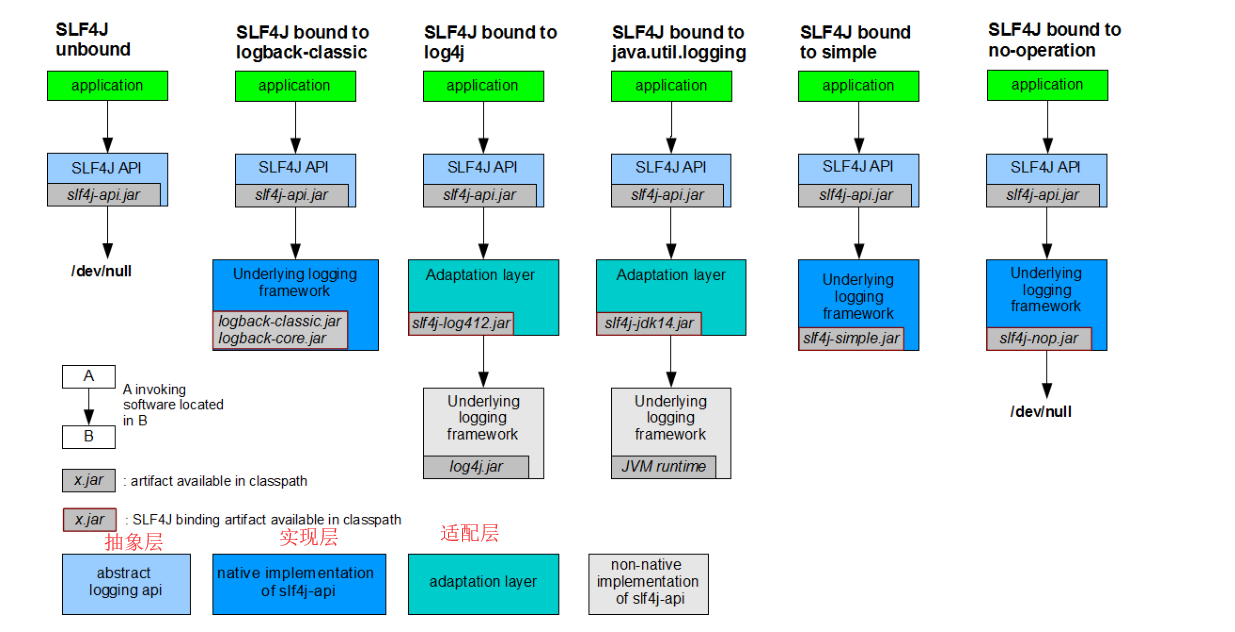 SLF4J
unbound
application
SLF4J API
slf4j-api.jar
/dev/null
SLF4J bound to
logback-classic
application
SLF4J API
slf4j-api.jar
Underlying logging
framework
logback-classic.jar
logback-core.jar
SLF4J bound to
log4j
application
SLF4J API
slf4j-api.jar
Adaptation layer
slf4j-log412.jar
Underlying
logging
framework
log4j.jar
SLF4J bound to
java.util.logging
application
SLF4J API
slf4j-api.jar
Adaptation layer
slf4j-jdk14.jar
Underlying
logging
framework
JVM runtime
SLF4J bound
to simple
application
SLF4J API
slf4j-api.jar
Underlying
logging
framework
slf4j-simple.jar
SLF4J bound to
no-operation
application
SLF4J API
slf4j-api.jar
Underlying
logging
framework
slf4j-nop.jar
/dev/null
A
B
A invoking
software located
in B
x.jar
: artifact available in classpath
x.jar
: SLF4J binding artifact available in classpath
抽象层
实现层
适配层
abstract
logging api
native implementation
of slf4j-api
adaptation layer
non-native
implementation
of slf4j-api